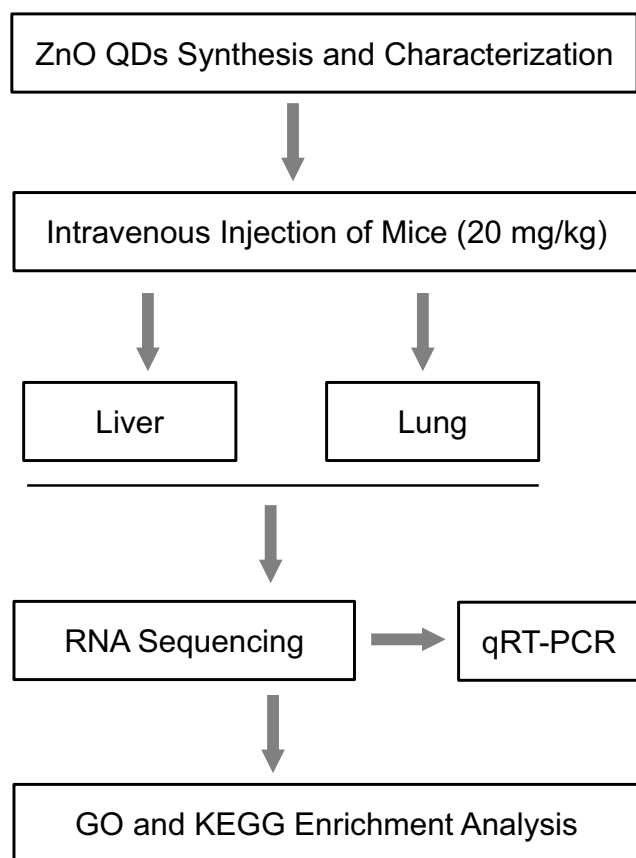 ZnO QDs Synthesis and Characterization
Intravenous Injection of Mice (20 mg/kg)
Liver
Lung
RNA Sequencing
qRT-PCR
GO and KEGG Enrichment Analysis